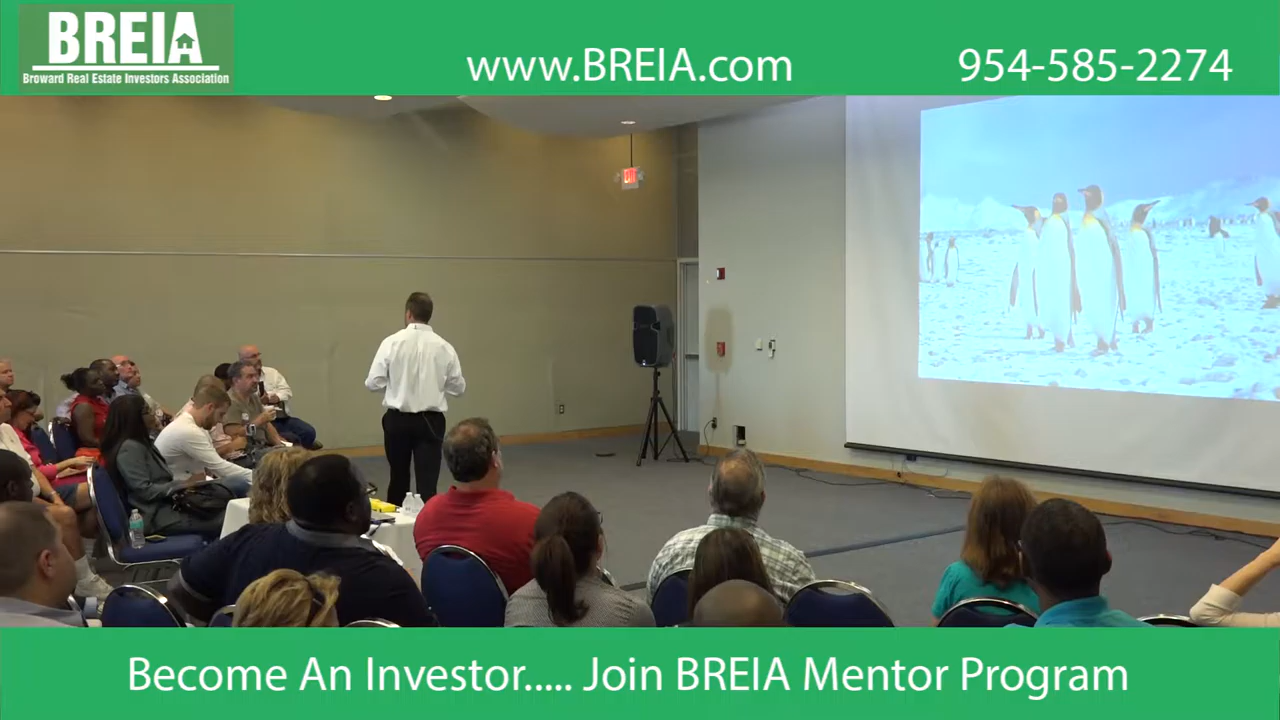 BREIA
Broward Real Estate Investors Association
www.BREIA.com
954-585-2274
Become An Investor..... Join BREIA Mentor Program